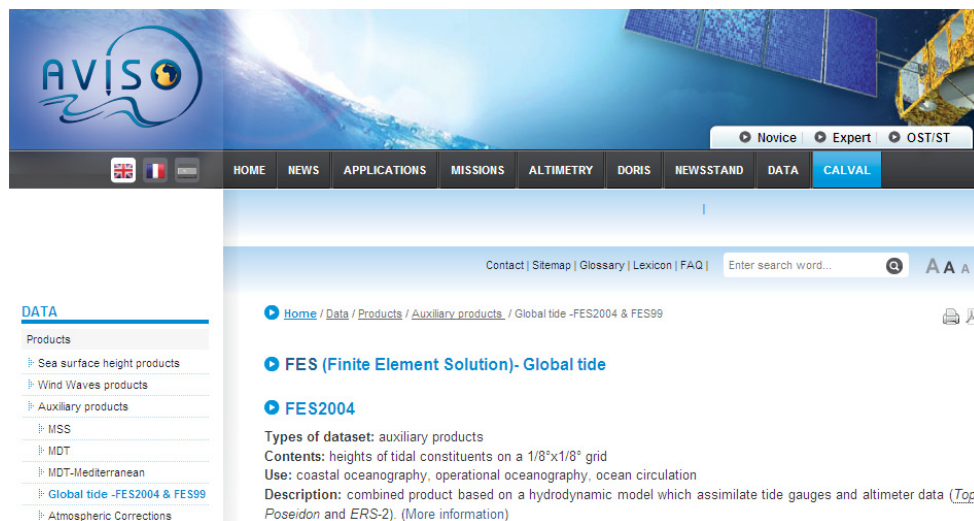 AVISO
Novice Expert OST/ST
HOME NEWS APPLICATIONS MISSIONS ALTIMETRY DORIS NEWSSTAND DATA CALVAL
Contact | Sitemap | Glossary | Lexicon | FAQ | Enter search word... A A A
DATA
Home / Data / Products / Auxiliary products / Global tide -FES2004 & FES99
Products
Sea surface height products
FES (Finite Element Solution)- Global tide
Wind Waves products
Auxiliary products
FES2004
MSS
Types of dataset: auxiliary products
MDT
Contents: heights of tidal constituents on a 1/8°x1/8° grid
MDT-Mediterranean
Use: coastal oceanography, operational oceanography, ocean circulation
Global tide -FES2004 & FES99
Description: combined product based on a hydrodynamic model which assimilate tide gauges and altimeter data (Top
Atmospheric Corrections
Poseidon and ERS-2). (More information)